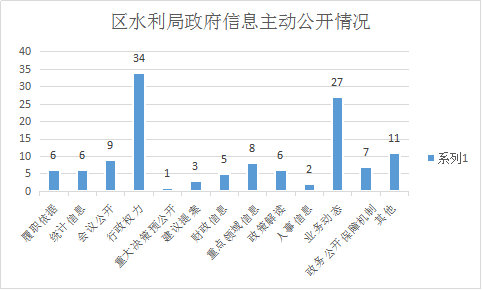 区水利局政府信息主动公开情况
40
35
30
25
20
15
10
5
0
6
6
9
34
1
3
5
8
6
2
27
7
11
履职依据
统计信息
会议公开
行政权力
重大决策预公开
建议提案
财政信息
重点领域信息
政策解读
人事信息
业务动态
政务公开保障机制
其他
系列1